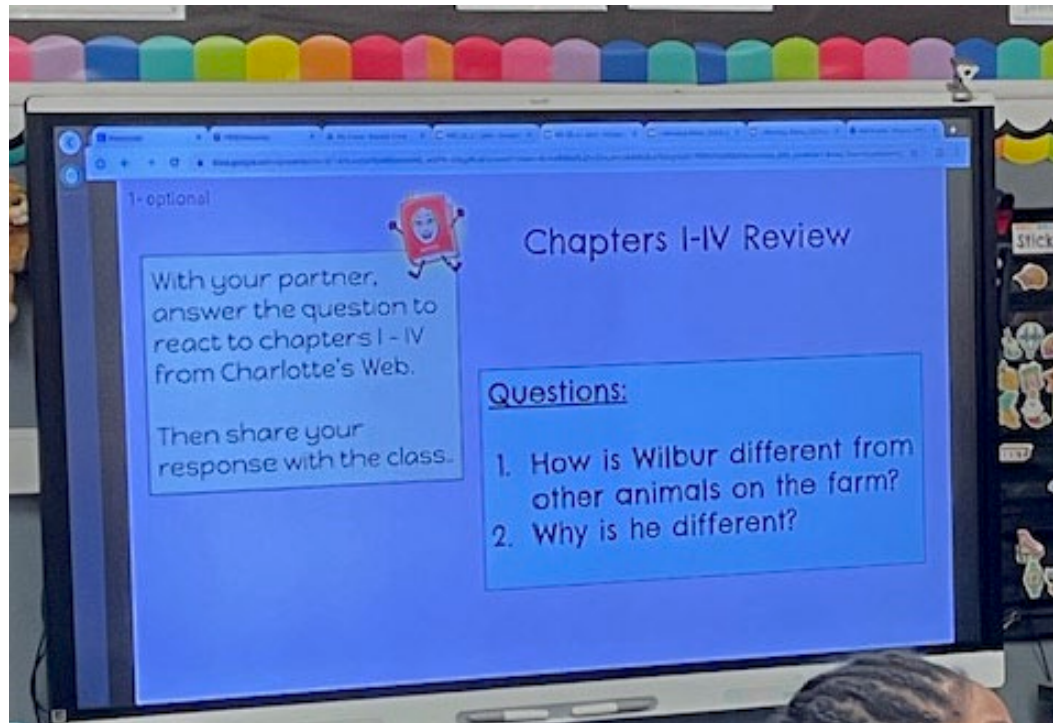 1- optional
Chapters I-IV Review
With your partner,
answer the question to
react to chapters I - IV
from Charlotte's Web.
Then share your
response with the class.
Questions:
1. How is Wilbur different from
other animals on the farm?
2. Why is he different?
Stick